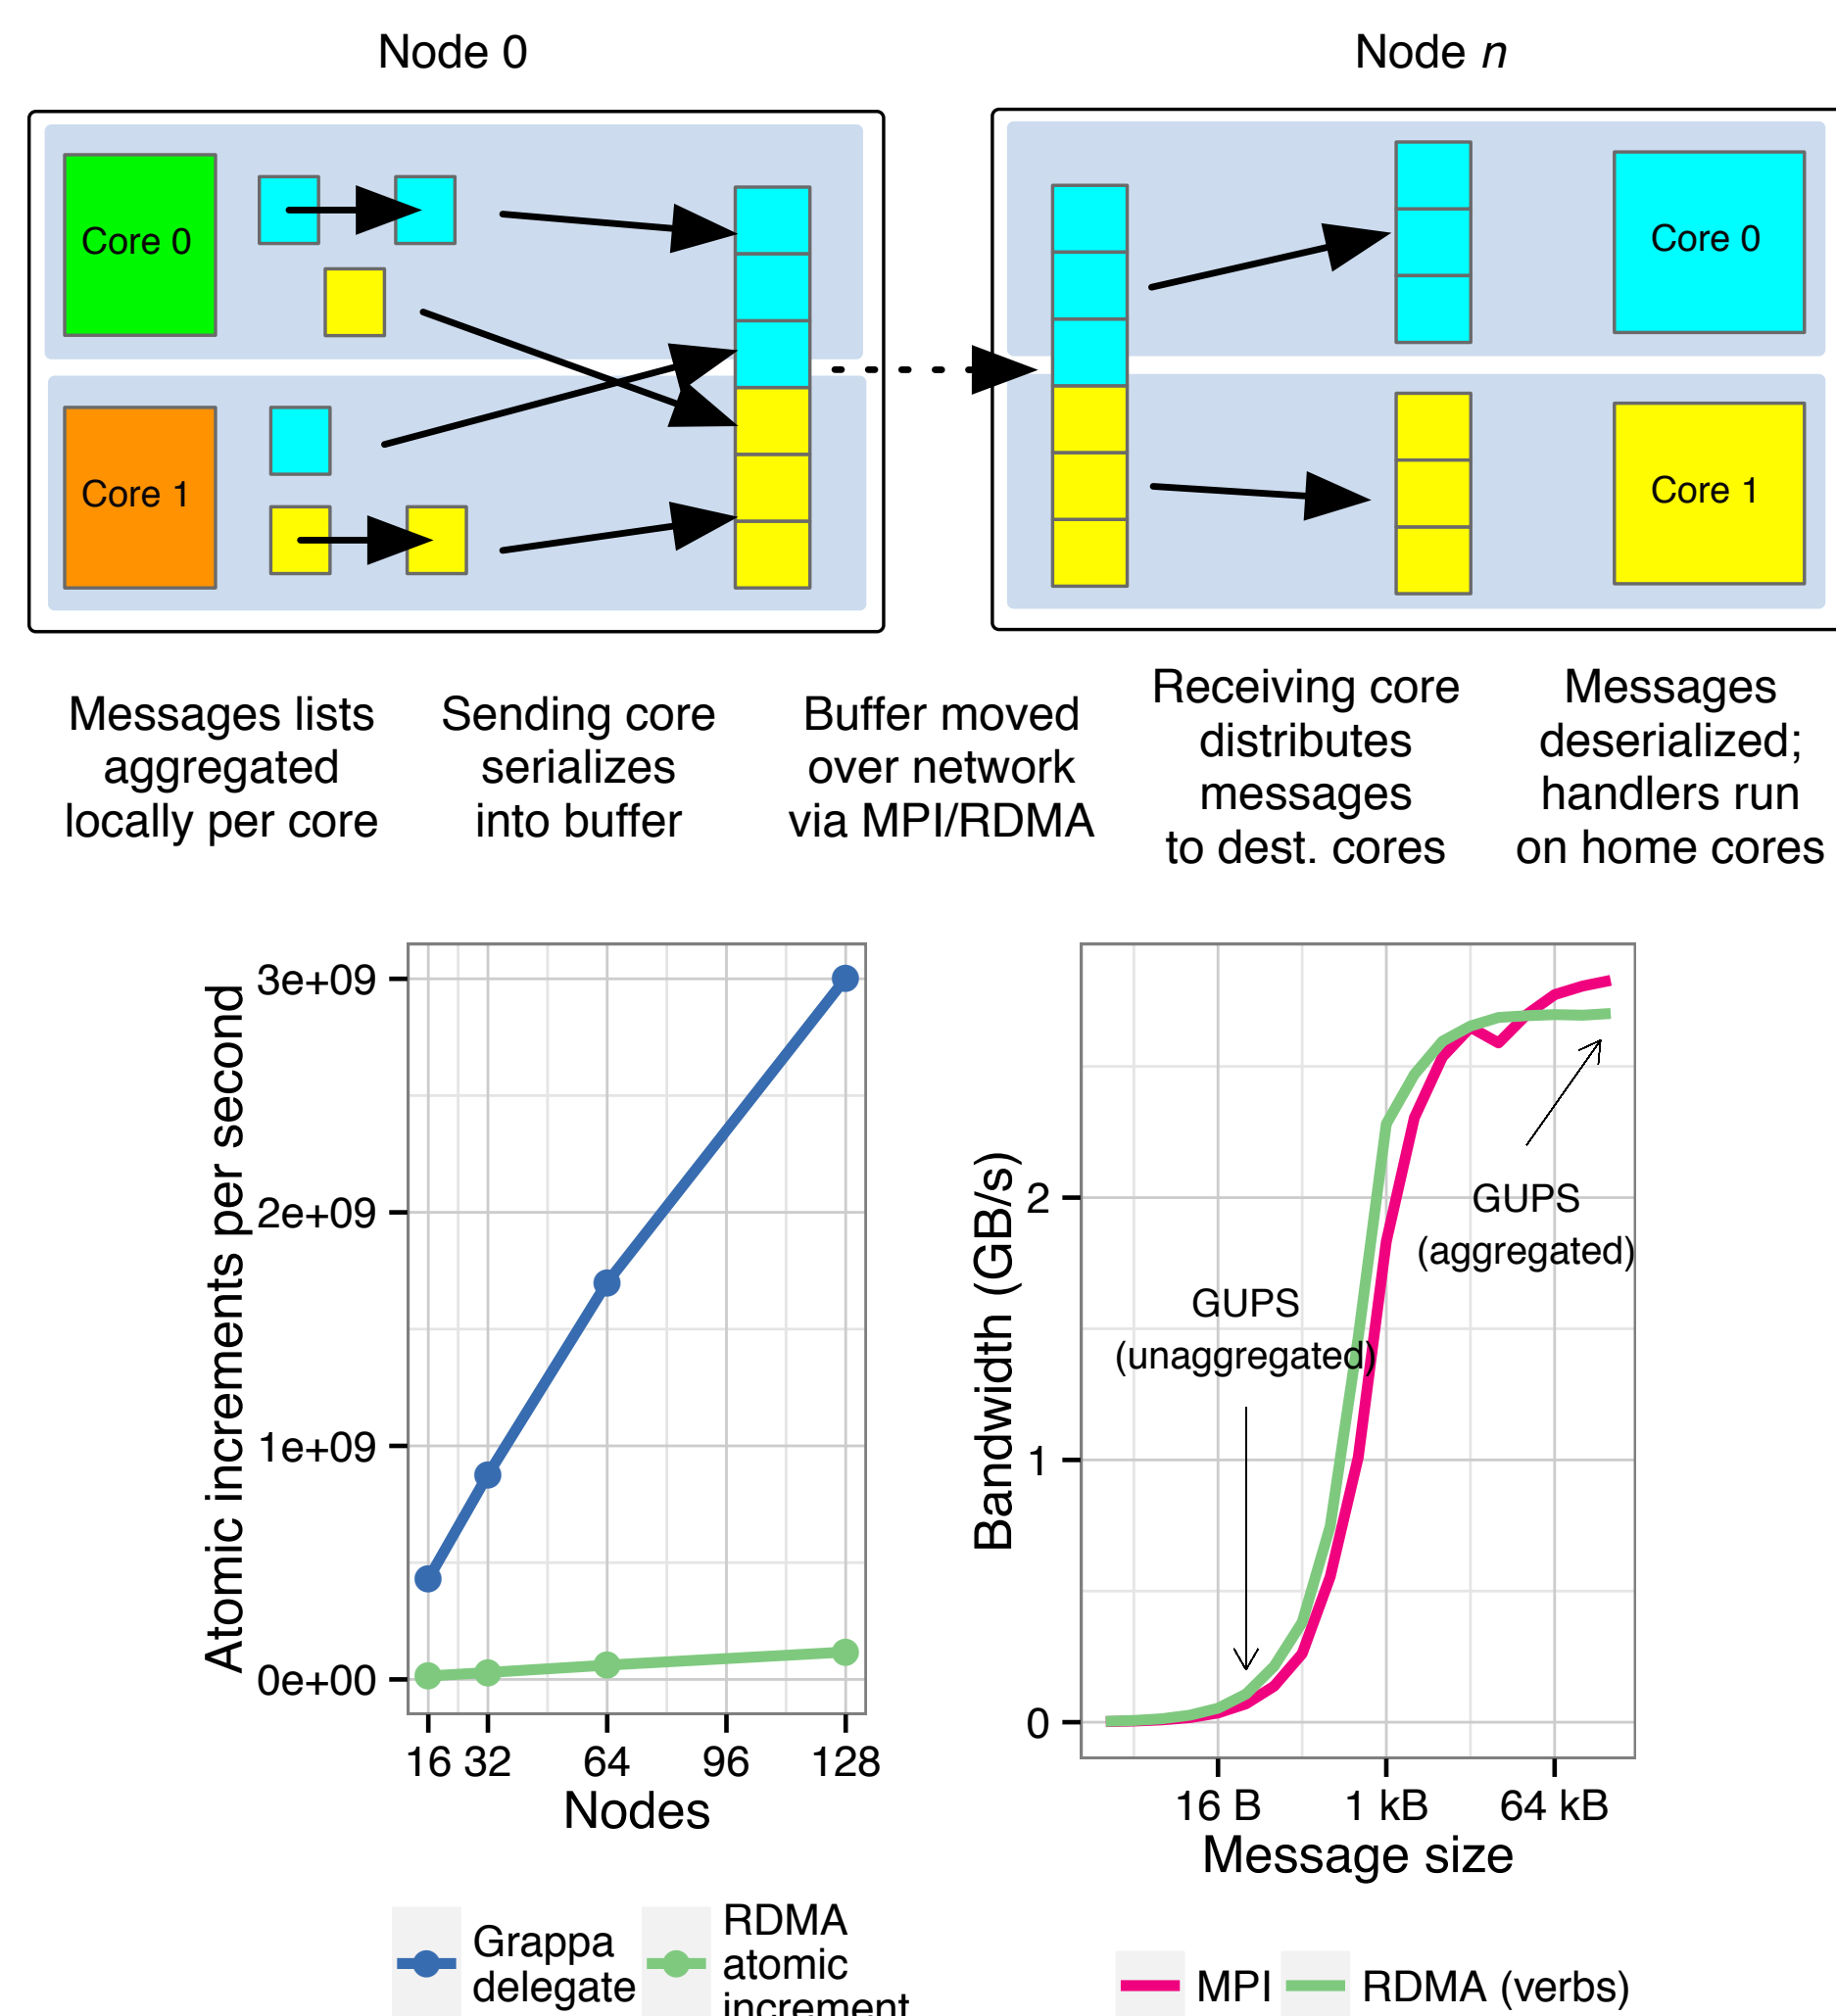 Node 0
Node n
Core 0
Core 1
Core 0
Core 1
Messages lists
aggregated
locally per core
Sending core
serializes
into buffer
Buffer moved
over network
via MPI/RDMA
Receiving core
distributes
messages
to dest. cores
Messages
deserialized;
handlers run
on home cores
Atomic increments per second
3e+09
2e+09
1e+09
0e+00
16 32 64 96 128
Nodes
Grappa
delegate
RDMA
atomic
increment
Bandwidth (GB/s)
2
1
0
GUPS
(unaggregated)
GUPS
(aggregated)
16 B 1 kB 64 kB
Message size
MPI RDMA (verbs)